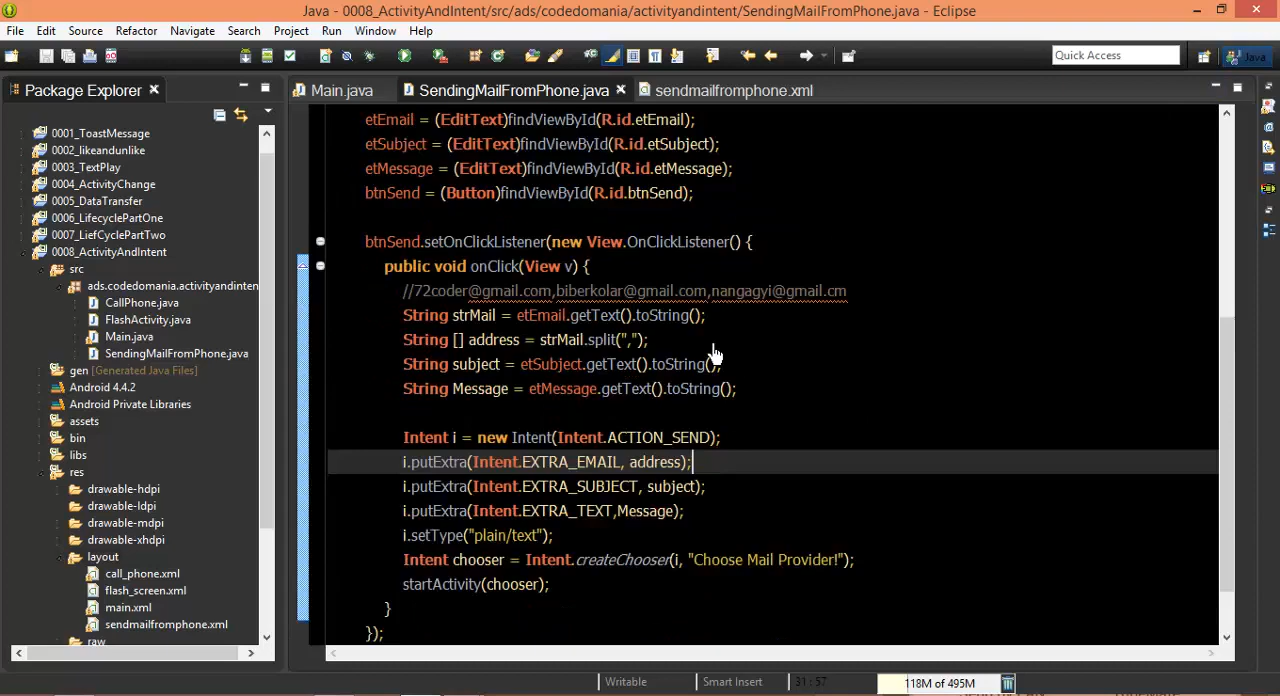 Java - 0008_ActivityAndIntent/src/ads/codedomania/activityandintent/SendingMailFromPhone.java - Eclipse
File Edit Source Refactor Navigate Search Project Run Window Help
Quick Access
Java
Package Explorer
Main.java
SendingMailFromPhone.java
sendmailfromphone.xml
0001_ToastMessage
0002_likeandunlike
0003_TextPlay
0004_ActivityChange
0005_DataTransfer
0006_LifecyclePartOne
0007_LiefCyclePartTwo
0008_ActivityAndIntent
src
ads.codedomania.activityandinten
CallPhone.java
FlashActivity.java
Main.java
SendingMailFromPhone.java
gen [Generated Java Files]
Android 4.4.2
Android Private Libraries
assets
bin
libs
res
drawable-hdpi
drawable-ldpi
drawable-mdpi
drawable-xhdpi
layout
call_phone.xml
flash_screen.xml
main.xml
sendmailfromphone.xml
raw
etEmail = (EditText)findViewById(R.id.etEmail);
etSubject = (EditText)findViewById(R.id.etSubject);
etMessage = (EditText)findViewById(R.id.etMessage);
btnSend = (Button)findViewById(R.id.btnSend);
btnSend.setOnClickListener(new View.OnClickListener() {
public void onClick(View v) {
//72coder@gmail.com,biberkolar@gmail.com,nangagyi@gmail.cm
String strMail = etEmail.getText().toString();
String [] address = strMail.split(",");
String subject = etSubject.getText().toString();
String Message = etMessage.getText().toString();
Intent i = new Intent(Intent.ACTION_SEND);
i.putExtra(Intent.EXTRA_EMAIL, address);
i.putExtra(Intent.EXTRA_SUBJECT, subject);
i.putExtra(Intent.EXTRA_TEXT,Message);
i.setType("plain/text");
Intent chooser = Intent.createChooser(i, "Choose Mail Provider!");
startActivity(chooser);
}
});
Writable
Smart Insert
31 : 57
118M of 495M